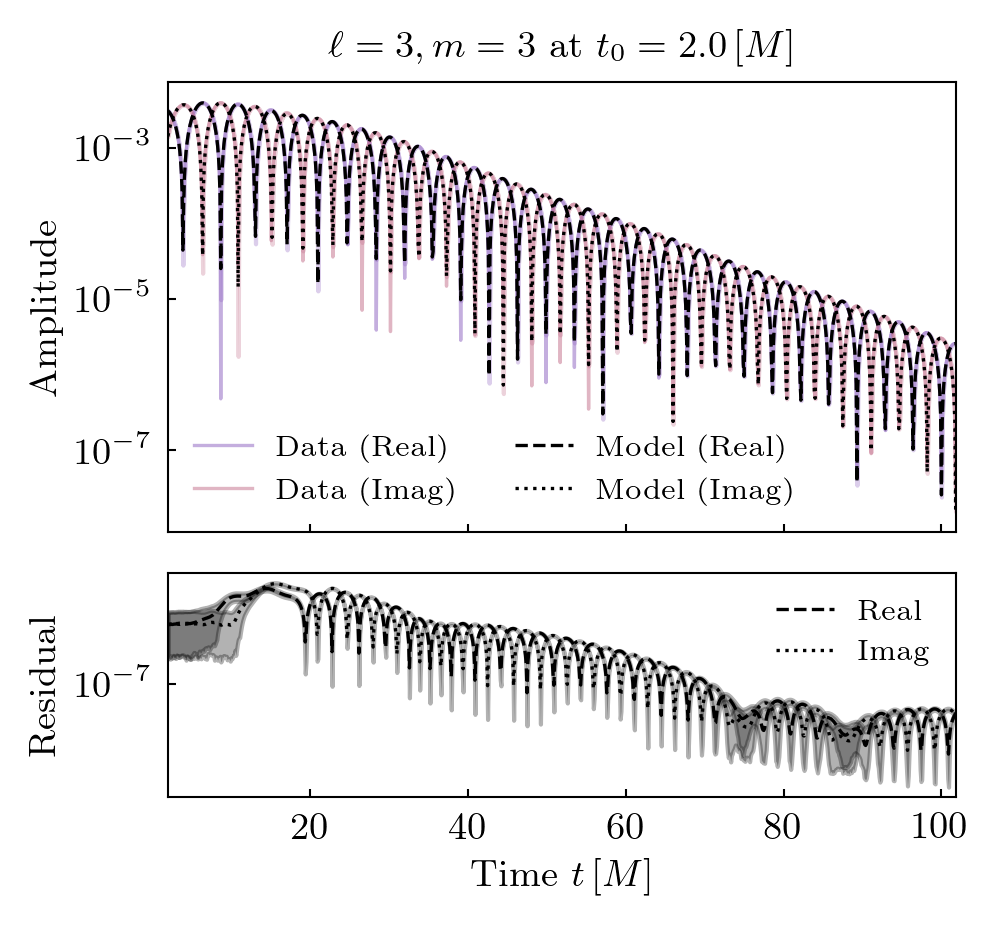 ℓ = 3, m = 3 at t₀ = 2.0 [M]
Amplitude
10⁻³
10⁻⁵
10⁻⁷
Data (Real)
Data (Imag)
Model (Real)
Model (Imag)
Residual
10⁻⁷
Real
Imag
20 40 60 80 100
Time t [M]